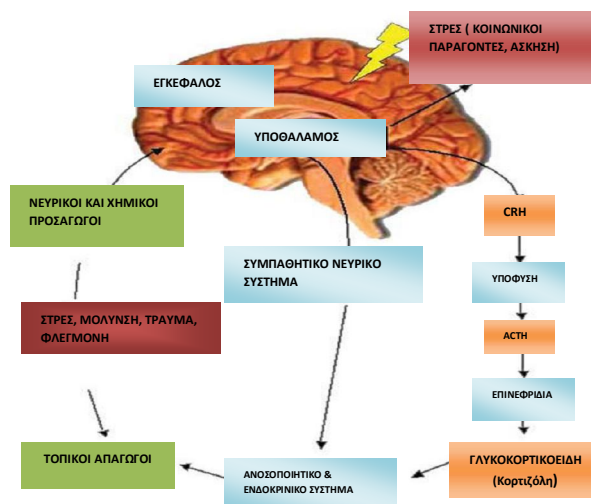 ΣΤΡΕΣ ( ΚΟΙΝΩΝΙΚΟΙ
ΠΑΡΑΓΟΝΤΕΣ, ΑΣΚΗΣΗ)
ΕΓΚΕΦΑΛΟΣ
ΥΠΟΘΑΛΑΜΟΣ
ΝΕΥΡΙΚΟΙ ΚΑΙ ΧΗΜΙΚΟΙ
ΠΡΟΣΑΓΩΓΟΙ
CRH
ΣΥΜΠΑΘΗΤΙΚΟ ΝΕΥΡΙΚΟ
ΣΥΣΤΗΜΑ
ΥΠΟΦΥΣΗ
ΣΤΡΕΣ, ΜΟΛΥΝΣΗ, ΤΡΑΥΜΑ,
ΦΛΕΓΜΟΝΗ
ACTH
ΕΠΙΝΕΦΡΙΔΙΑ
ΤΟΠΙΚΟΙ ΑΠΑΓΩΓΟΙ
ΑΝΟΣΟΠΟΙΗΤΙΚΟ &
ΕΝΔΟΚΡΙΝΙΚΟ ΣΥΣΤΗΜΑ
ΓΛΥΚΟΚΟΡΤΙΚΟΕΙΔΗ
(Κορτιζόλη)